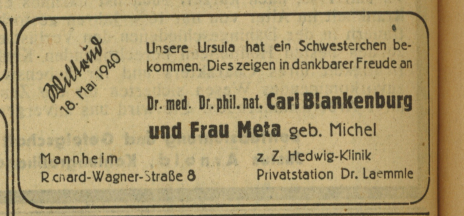 Wiltrud
18. Mai 1940
Unsere Ursula hat ein Schwesterchen be-
kommen. Dies zeigen in dankbarer Freude an
Dr. med. Dr. phil. nat. Carl Blankenburg
und Frau Meta geb. Michel
Mannheim
Richard-Wagner-Straße 8
z. Z. Hedwig-Klinik
Privatstation Dr. Laemmle